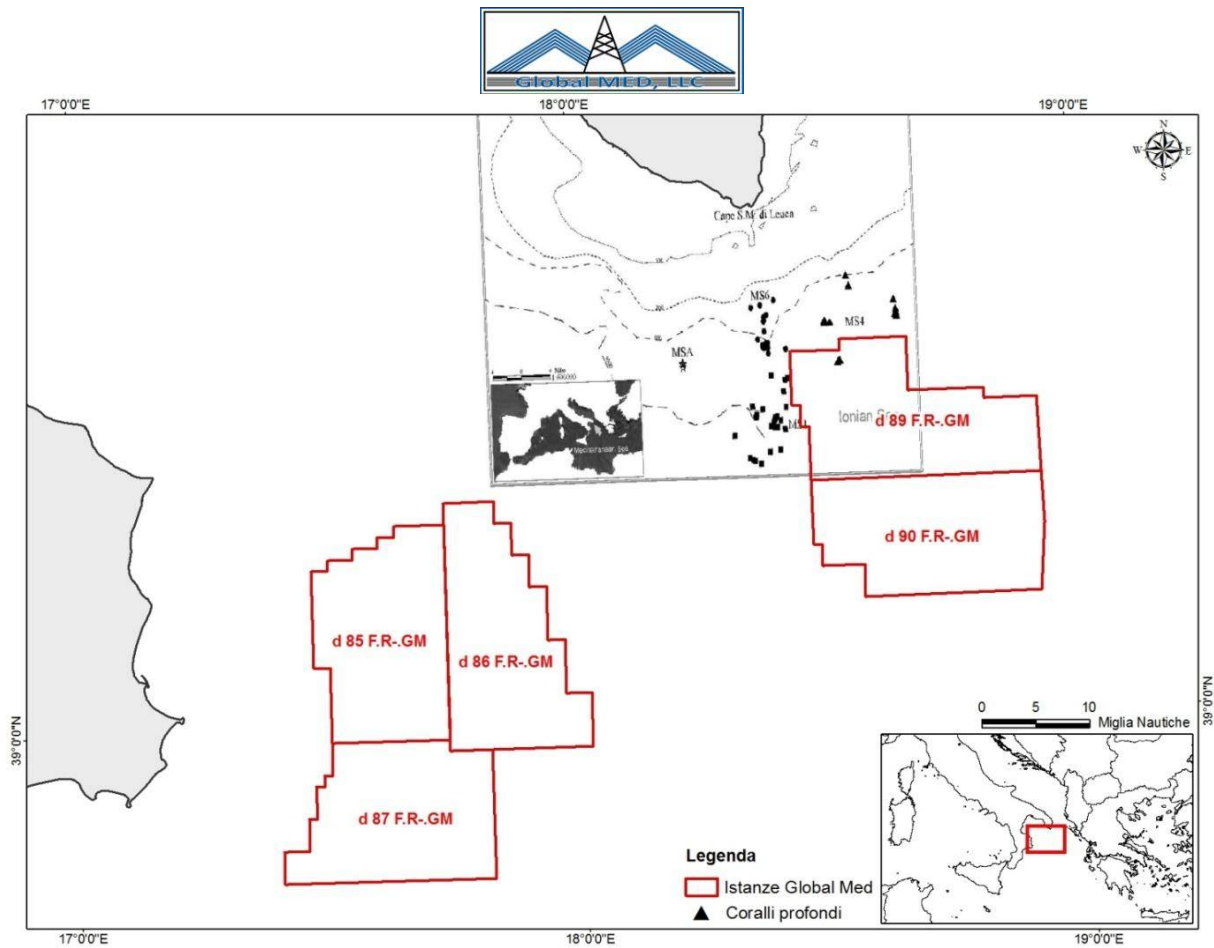 Global MED, LLC
17°0'0"E 18°0'0"E 19°0'0"E
N
W E
S
Cape S.M. di Leuca
MS6
MS4
MSA
Ionian Sea
d 89 F.R-.GM
Mediterranean Sea
d 90 F.R-.GM
d 85 F.R-.GM
d 86 F.R-.GM
39°0'0"N
39°0'0"N
0 5 10
Miglia Nautiche
d 87 F.R-.GM
Legenda
Istanze Global Med
Coralli profondi
17°0'0"E 18°0'0"E 19°0'0"E